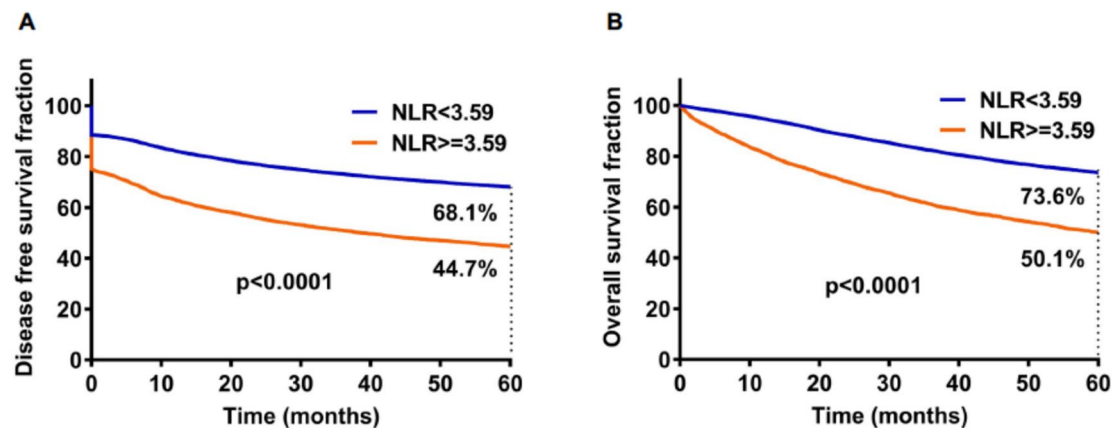 A
Disease free survival fraction
100
80
60
40
20
0
NLR<3.59
NLR>=3.59
68.1%
44.7%
p<0.0001
0 10 20 30 40 50 60
Time (months)
B
Overall survival fraction
100
80
60
40
20
0
NLR<3.59
NLR>=3.59
73.6%
50.1%
p<0.0001
0 10 20 30 40 50 60
Time (months)